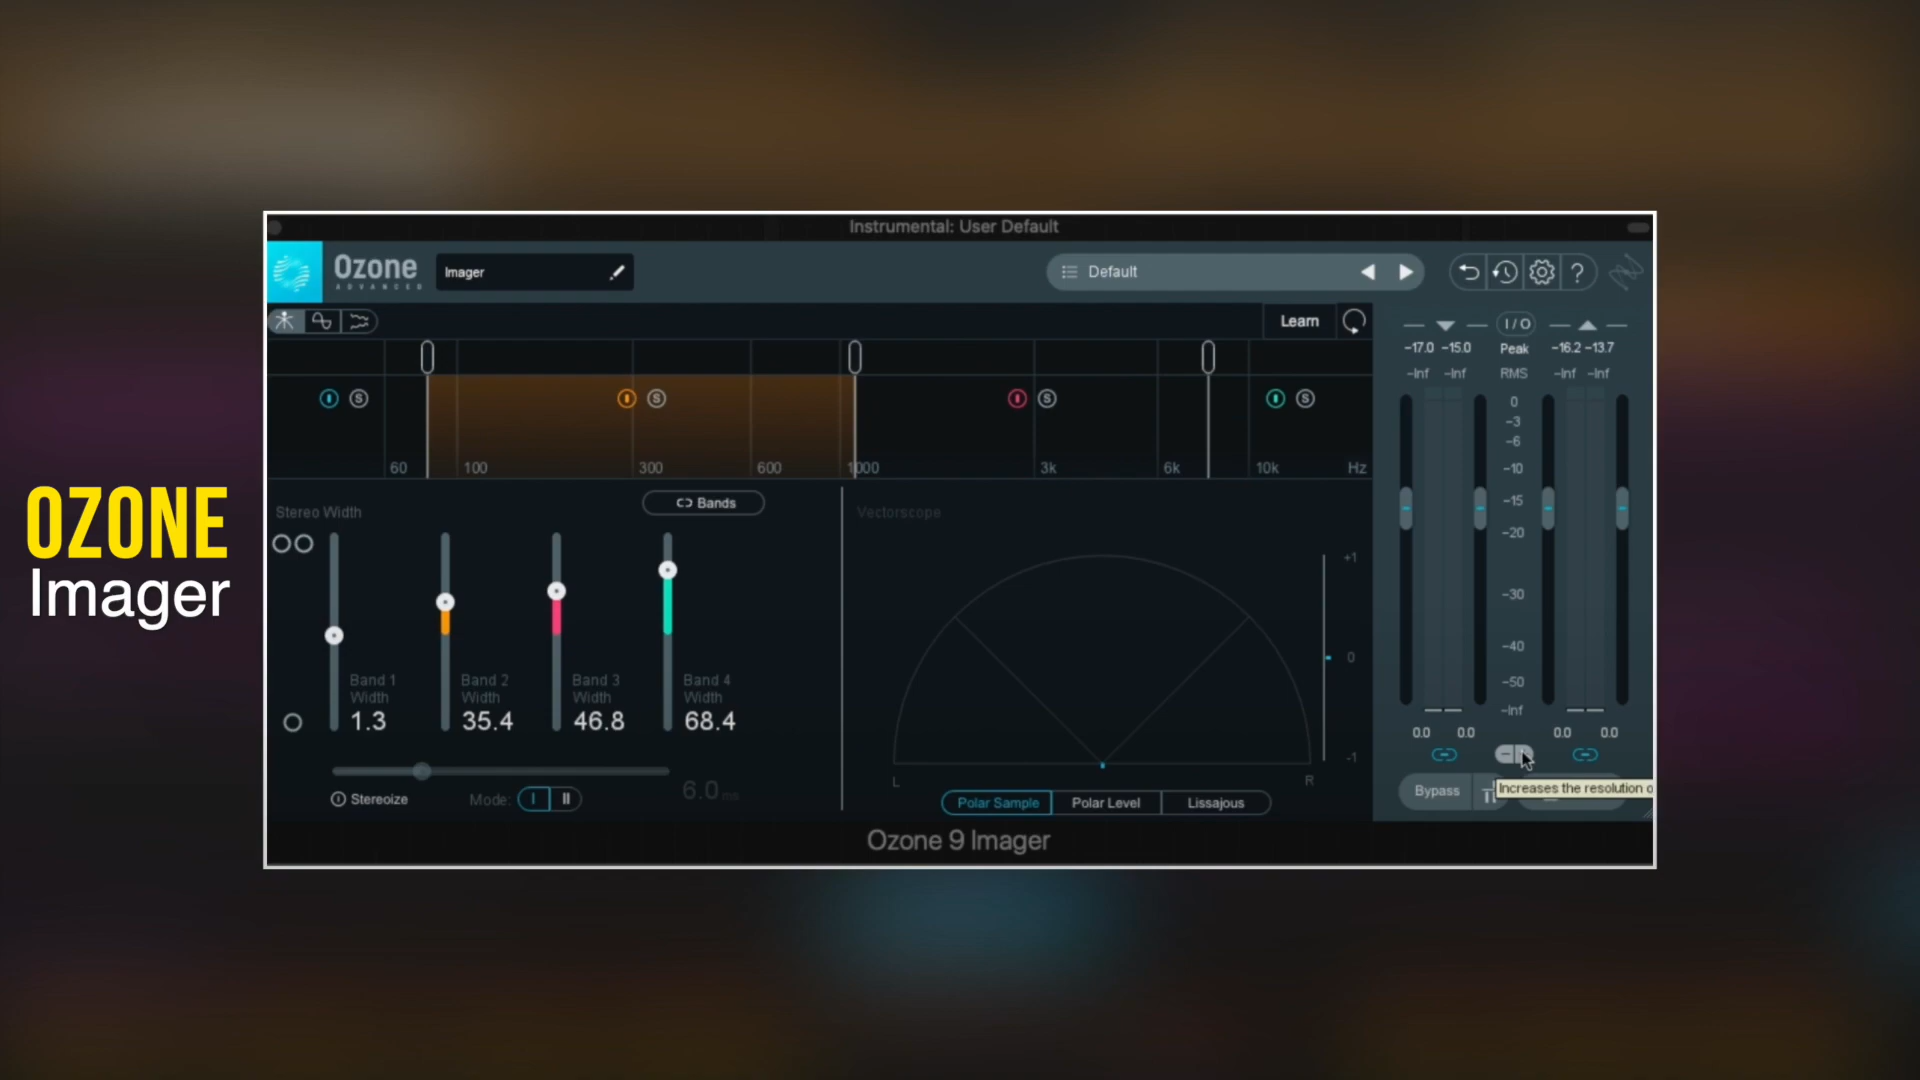 Instrumental: User Default
Ozone
ADVANCED
Imager
Default
?
Learn
I / O
-17.0 -15.0 Peak -16.2 -13.7
-Inf -Inf RMS -Inf -Inf
S S S S
60 100 300 600 1000 3k 6k 10k Hz
0
-3
-6
-10
-15
-20
-30
-40
-50
-Inf
0.0 0.0 0.0 0.0
Stereo Width
Bands
Vectorscope
+1
0
-1
L R
Band 1 Width 1.3
Band 2 Width 35.4
Band 3 Width 46.8
Band 4 Width 68.4
6.0 ms
Stereoize
Mode: I II
Polar Sample Polar Level Lissajous
Bypass
Increases the resolution o
Ozone 9 Imager
OZONE
Imager